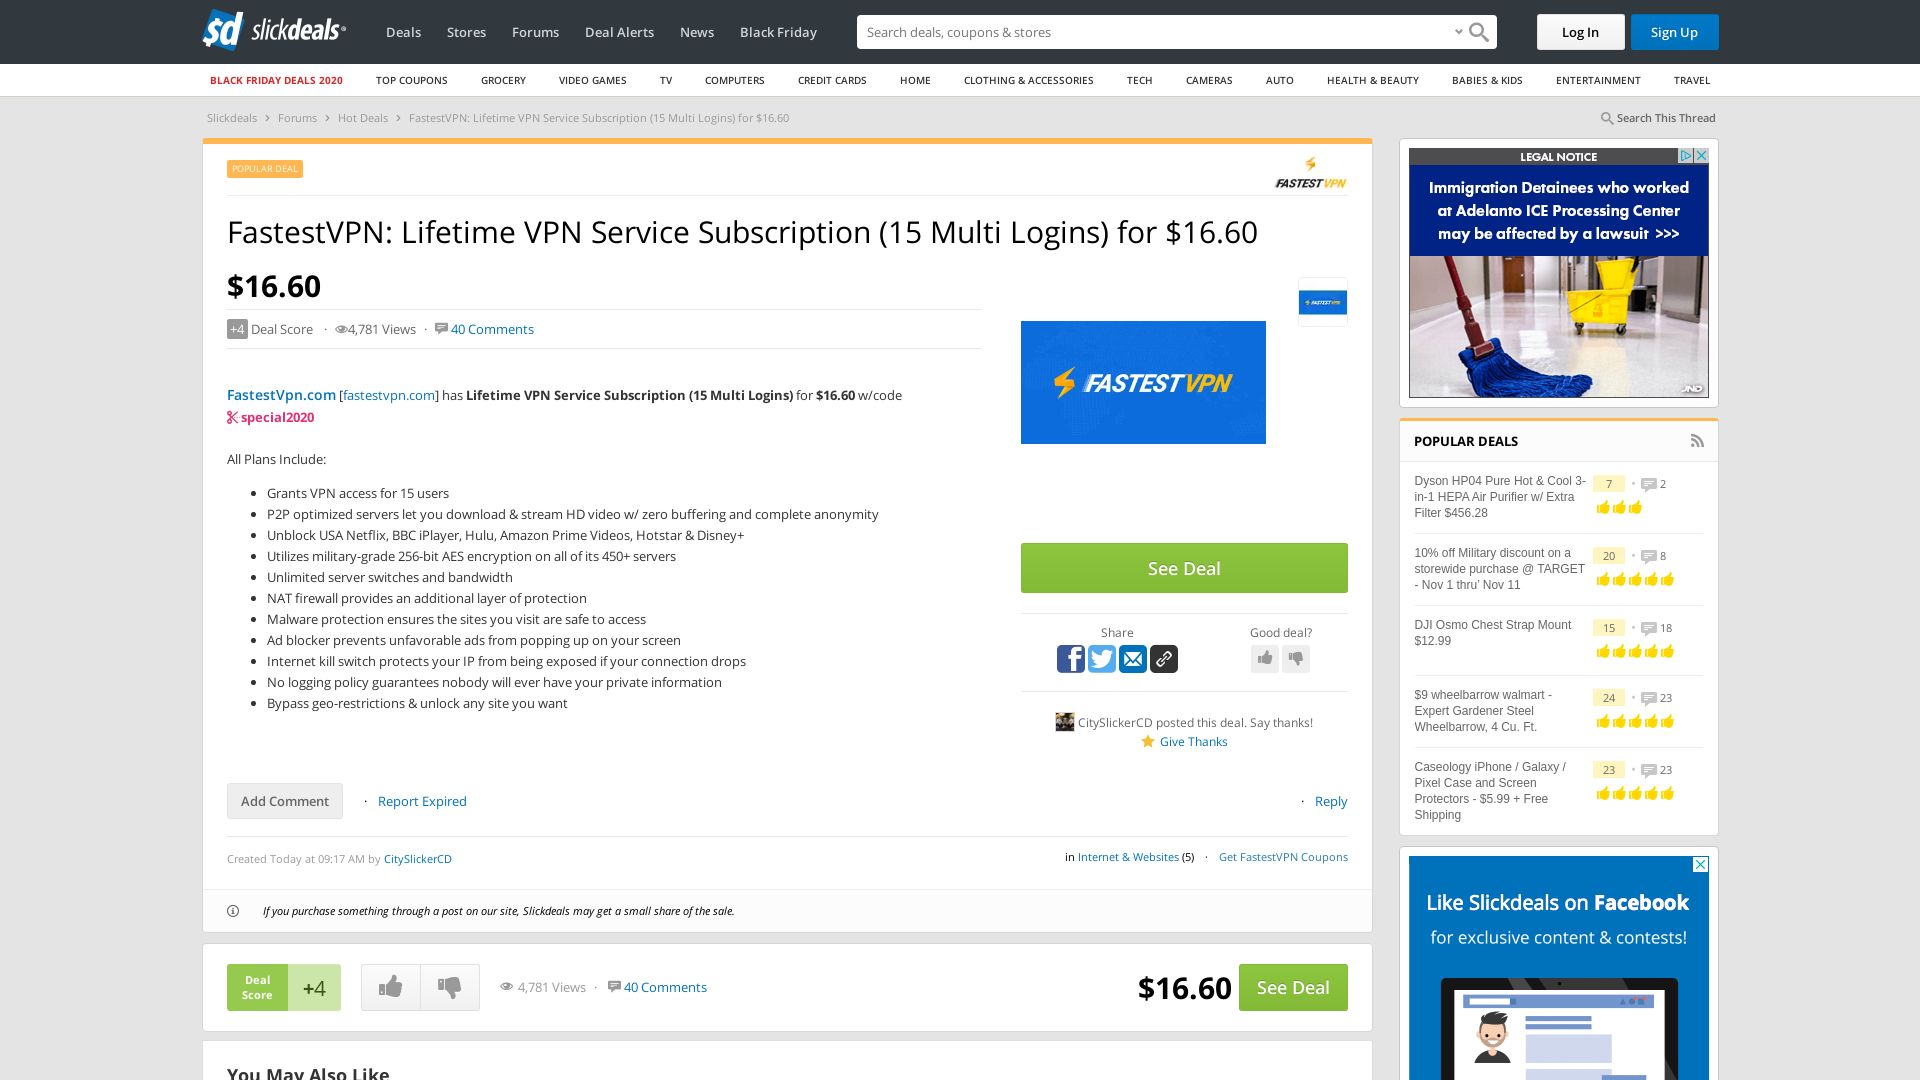 slickdeals
Deals Stores Forums Deal Alerts News Black Friday
Search deals, coupons & stores
Log In Sign Up
BLACK FRIDAY DEALS 2020 TOP COUPONS GROCERY VIDEO GAMES TV COMPUTERS CREDIT CARDS HOME CLOTHING & ACCESSORIES TECH CAMERAS AUTO HEALTH & BEAUTY BABIES & KIDS ENTERTAINMENT TRAVEL
Slickdeals › Forums › Hot Deals › FastestVPN: Lifetime VPN Service Subscription (15 Multi Logins) for $16.60
Search This Thread
POPULAR DEAL
FASTESTVPN
FastestVPN: Lifetime VPN Service Subscription (15 Multi Logins) for $16.60
$16.60
+4 Deal Score · 4,781 Views · 40 Comments
FastestVpn.com [fastestvpn.com] has Lifetime VPN Service Subscription (15 Multi Logins) for $16.60 w/code
special2020
All Plans Include:
• Grants VPN access for 15 users
• P2P optimized servers let you download & stream HD video w/ zero buffering and complete anonymity
• Unblock USA Netflix, BBC iPlayer, Hulu, Amazon Prime Videos, Hotstar & Disney+
• Utilizes military-grade 256-bit AES encryption on all of its 450+ servers
• Unlimited server switches and bandwidth
• NAT firewall provides an additional layer of protection
• Malware protection ensures the sites you visit are safe to access
• Ad blocker prevents unfavorable ads from popping up on your screen
• Internet kill switch protects your IP from being exposed if your connection drops
• No logging policy guarantees nobody will ever have your private information
• Bypass geo-restrictions & unlock any site you want
FASTESTVPN
FASTESTVPN
See Deal
Share
Good deal?
CitySlickerCD posted this deal. Say thanks!
Give Thanks
Add Comment · Report Expired
· Reply
Created Today at 09:17 AM by CitySlickerCD
in Internet & Websites (5) · Get FastestVPN Coupons
If you purchase something through a post on our site, Slickdeals may get a small share of the sale.
Deal
Score
+4
4,781 Views · 40 Comments
$16.60
See Deal
You May Also Like
LEGAL NOTICE
Immigration Detainees who worked
at Adelanto ICE Processing Center
may be affected by a lawsuit >>>
JND
POPULAR DEALS
Dyson HP04 Pure Hot & Cool 3-
in-1 HEPA Air Purifier w/ Extra
Filter $456.28
7 • 2
10% off Military discount on a
storewide purchase @ TARGET
- Nov 1 thru' Nov 11
20 • 8
DJI Osmo Chest Strap Mount
$12.99
15 • 18
$9 wheelbarrow walmart -
Expert Gardener Steel
Wheelbarrow, 4 Cu. Ft.
24 • 23
Caseology iPhone / Galaxy /
Pixel Case and Screen
Protectors - $5.99 + Free
Shipping
23 • 23
Like Slickdeals on Facebook
for exclusive content & contests!